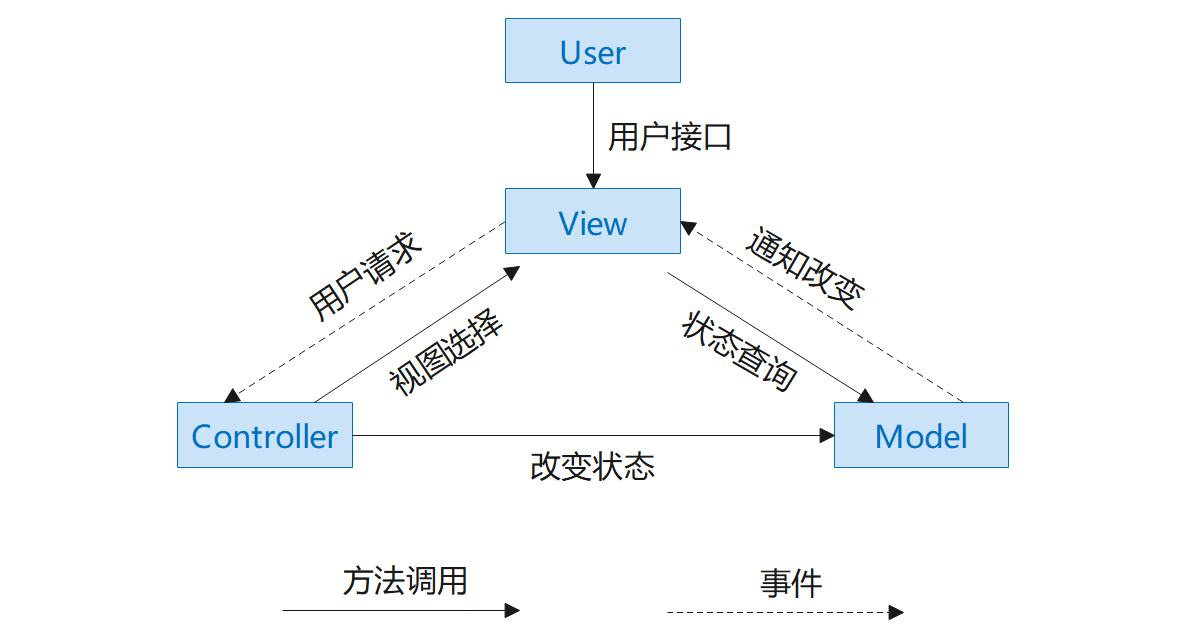 User
用户接口
View
用户请求
视图选择
通知改变
状态查询
Controller
Model
改变状态
方法调用
事件